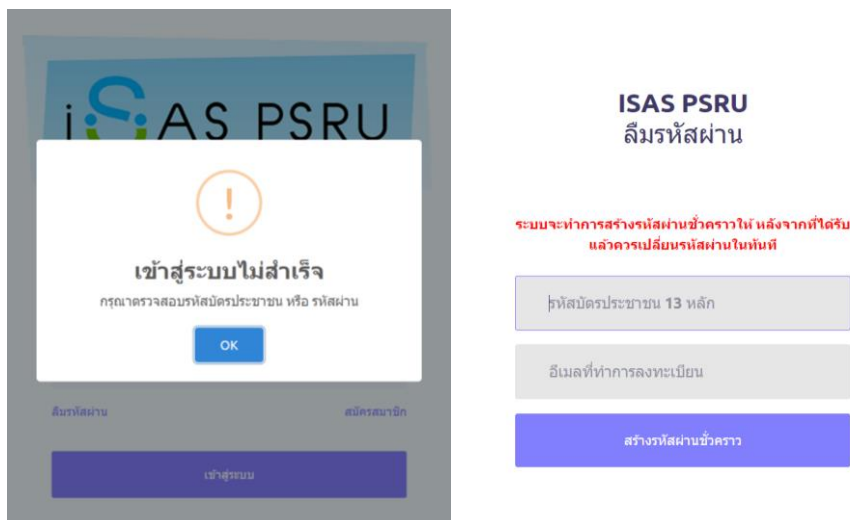 iSAS PSRU
!
เข้าสู่ระบบไม่สำเร็จ
กรุณาตรวจสอบรหัสบัตรประชาชน หรือ รหัสผ่าน
OK
ลืมรหัสผ่าน
สมัครสมาชิก
เข้าสู่ระบบ
ISAS PSRU
ลืมรหัสผ่าน
ระบบจะทำการสร้างรหัสผ่านชั่วคราวให้ หลังจากที่ได้รับ
แล้วควรเปลี่ยนรหัสผ่านในทันที
รหัสบัตรประชาชน 13 หลัก
อีเมลที่ทำการลงทะเบียน
สร้างรหัสผ่านชั่วคราว